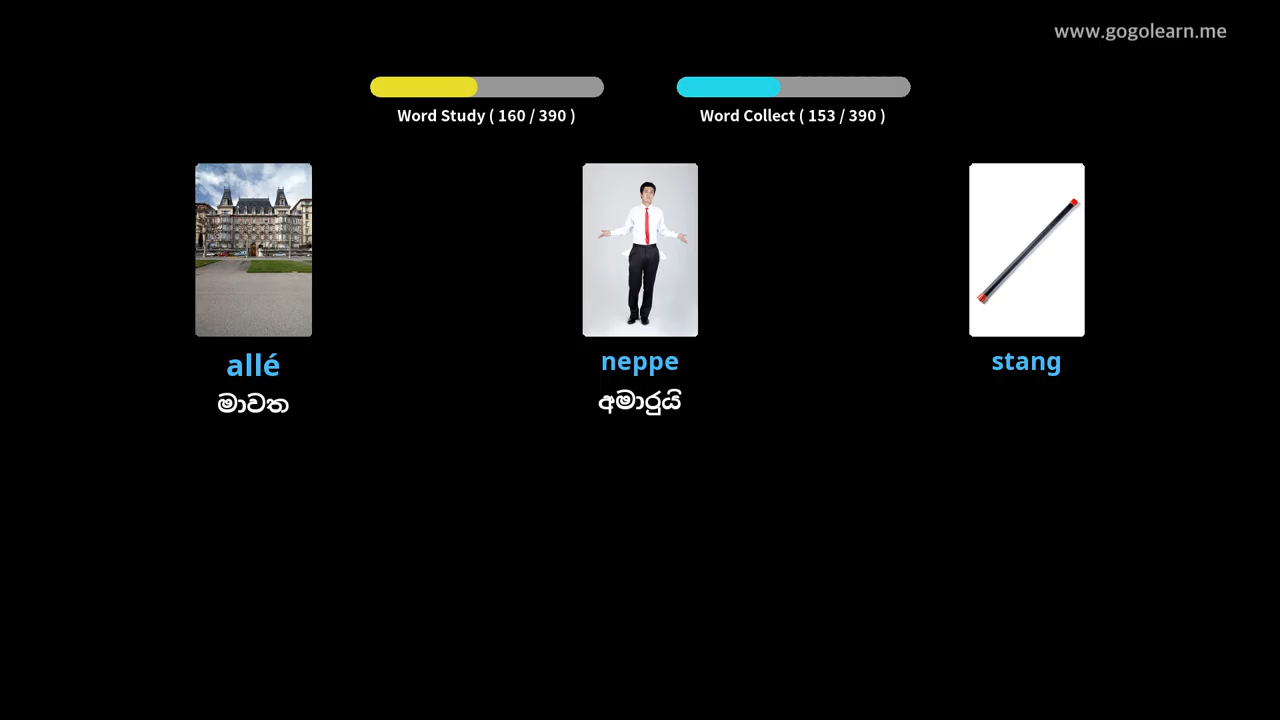 www.gogolearn.me
Word Study ( 160 / 390 )
Word Collect ( 153 / 390 )
allé
neppe
stang
මාවත
අමාරුයි